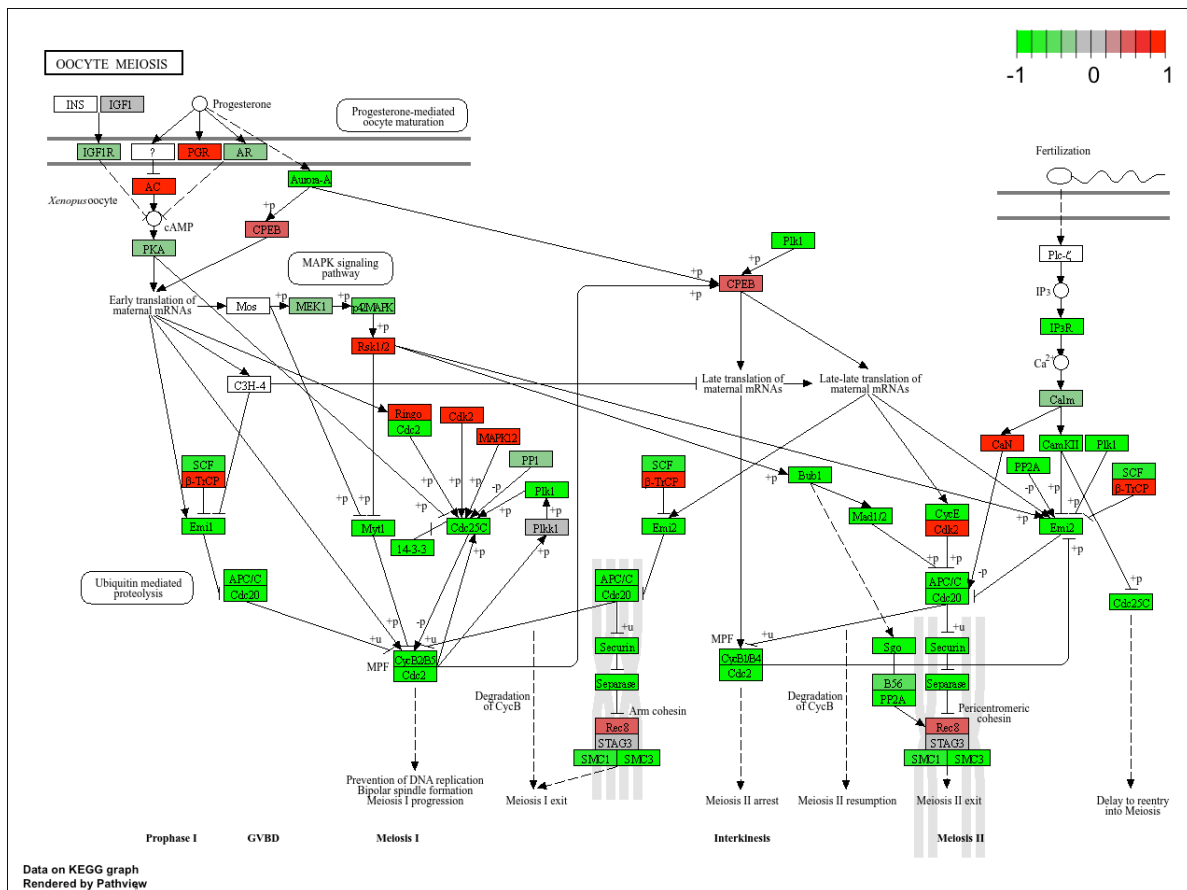 OOCYTE MEIOSIS
-1 0 1
INS IGF1
Progesterone
Progesterone-mediated
oocyte maturation
IGF1R ? PGR AR
Fertilization
AC
Aurora-A
Xenopus oocyte
cAMP
+p
CPEB
PKA
Plk1
Plc-ζ
MAPK signaling
pathway
+p
+p
CPEB
+p
IP3
Early translation of
maternal mRNAs
Mos +p MEK1 +p p42MAPK
+p
IP3R
Rsk1/2
Ca2+
C3H-4
Late translation of
maternal mRNAs
Late-late translation of
maternal mRNAs
Calm
Ringo
Cdc2
Cdk2
MAPK12
CaN CamKII Plk1
SCF
β-TrCP
PP1
SCF
β-TrCP
+p
Bub1
PP2A
SCF
β-TrCP
+p +p +p +p -p +p
Plk1
-p +p
Emi1 Myt1 Cdc25C Plkk1 Emi2
Mad1/2
CycE
Cdk2
+p Emi2
14-3-3
+p
+p
+p
+p +p
+p
Ubiquitin mediated
proteolysis
APC/C
Cdc20
APC/C
Cdc20
APC/C
Cdc20
-p
+p
Cdc25C
+u +p -p +u
+u
MPF
+u
+u
MPF
CycB2/B5
Cdc2
Securin
CycB1/B4
Cdc2
Sgo
Securin
Separase
B56
PP2A
Separase
Degradation
of CycB
Arm cohesin
Degradation
of CycB
Pericentromeric
cohesin
Rec8
STAG3
SMC1 SMC3
Rec8
STAG3
SMC1 SMC3
Prevention of DNA replication
Bipolar spindle formation
Meiosis I progression
Meiosis I exit
Meiosis II arrest
Meiosis II resumption
Meiosis II exit
Delay to reentry
into Meiosis
Prophase I GVBD Meiosis I Interkinesis Meiosis II
Data on KEGG graph
Rendered by Pathview